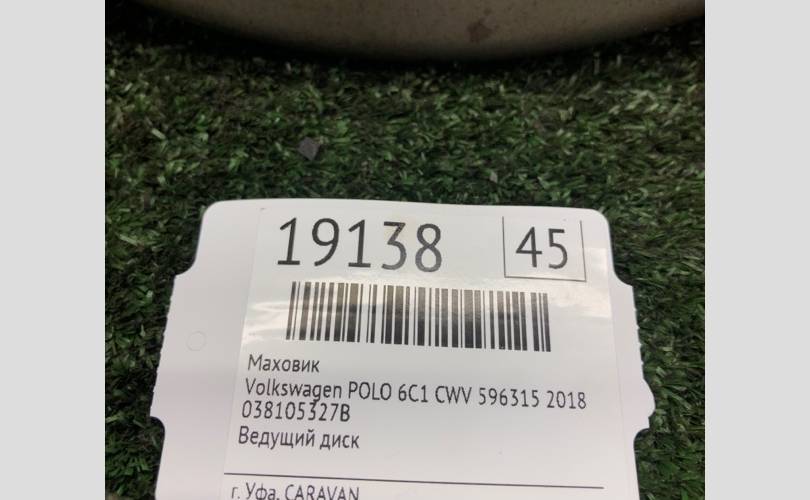 19138
45
Маховик
Volkswagen POLO 6C1 CWV 596315 2018
038105327B
Ведущий диск
г. Уфа, CARAVAN